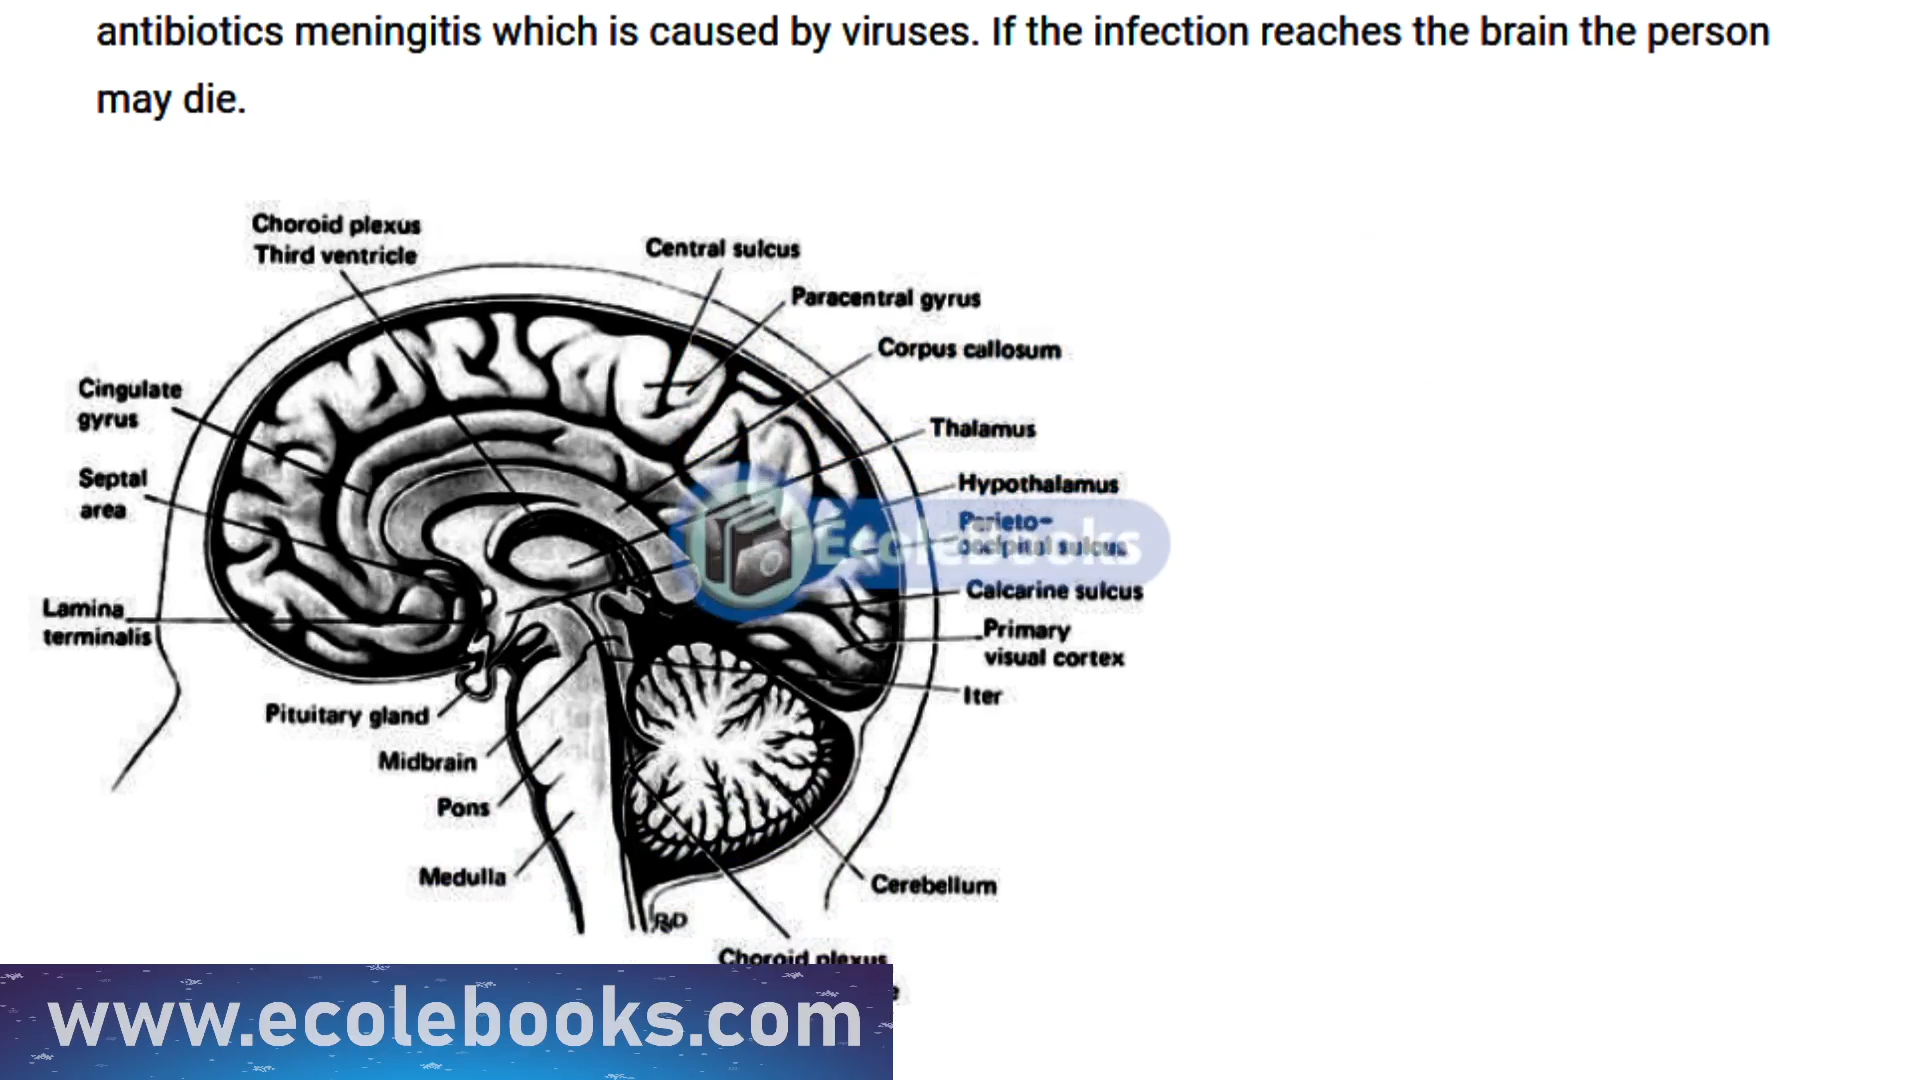 antibiotics meningitis which is caused by viruses. If the infection reaches the brain the person
may die.
Choroid plexus
Third ventricle
Central sulcus
Paracentral gyrus
Corpus callosum
Cingulate
gyrus
Thalamus
Septal
area
Hypothalamus
Parieto-
occipital sulcus
EcoleBooks
Calcarine sulcus
Lamina
terminalis
Primary
visual cortex
Iter
Pituitary gland
Midbrain
Pons
Medulla
Cerebellum
Choroid plexus
www.ecolebooks.com